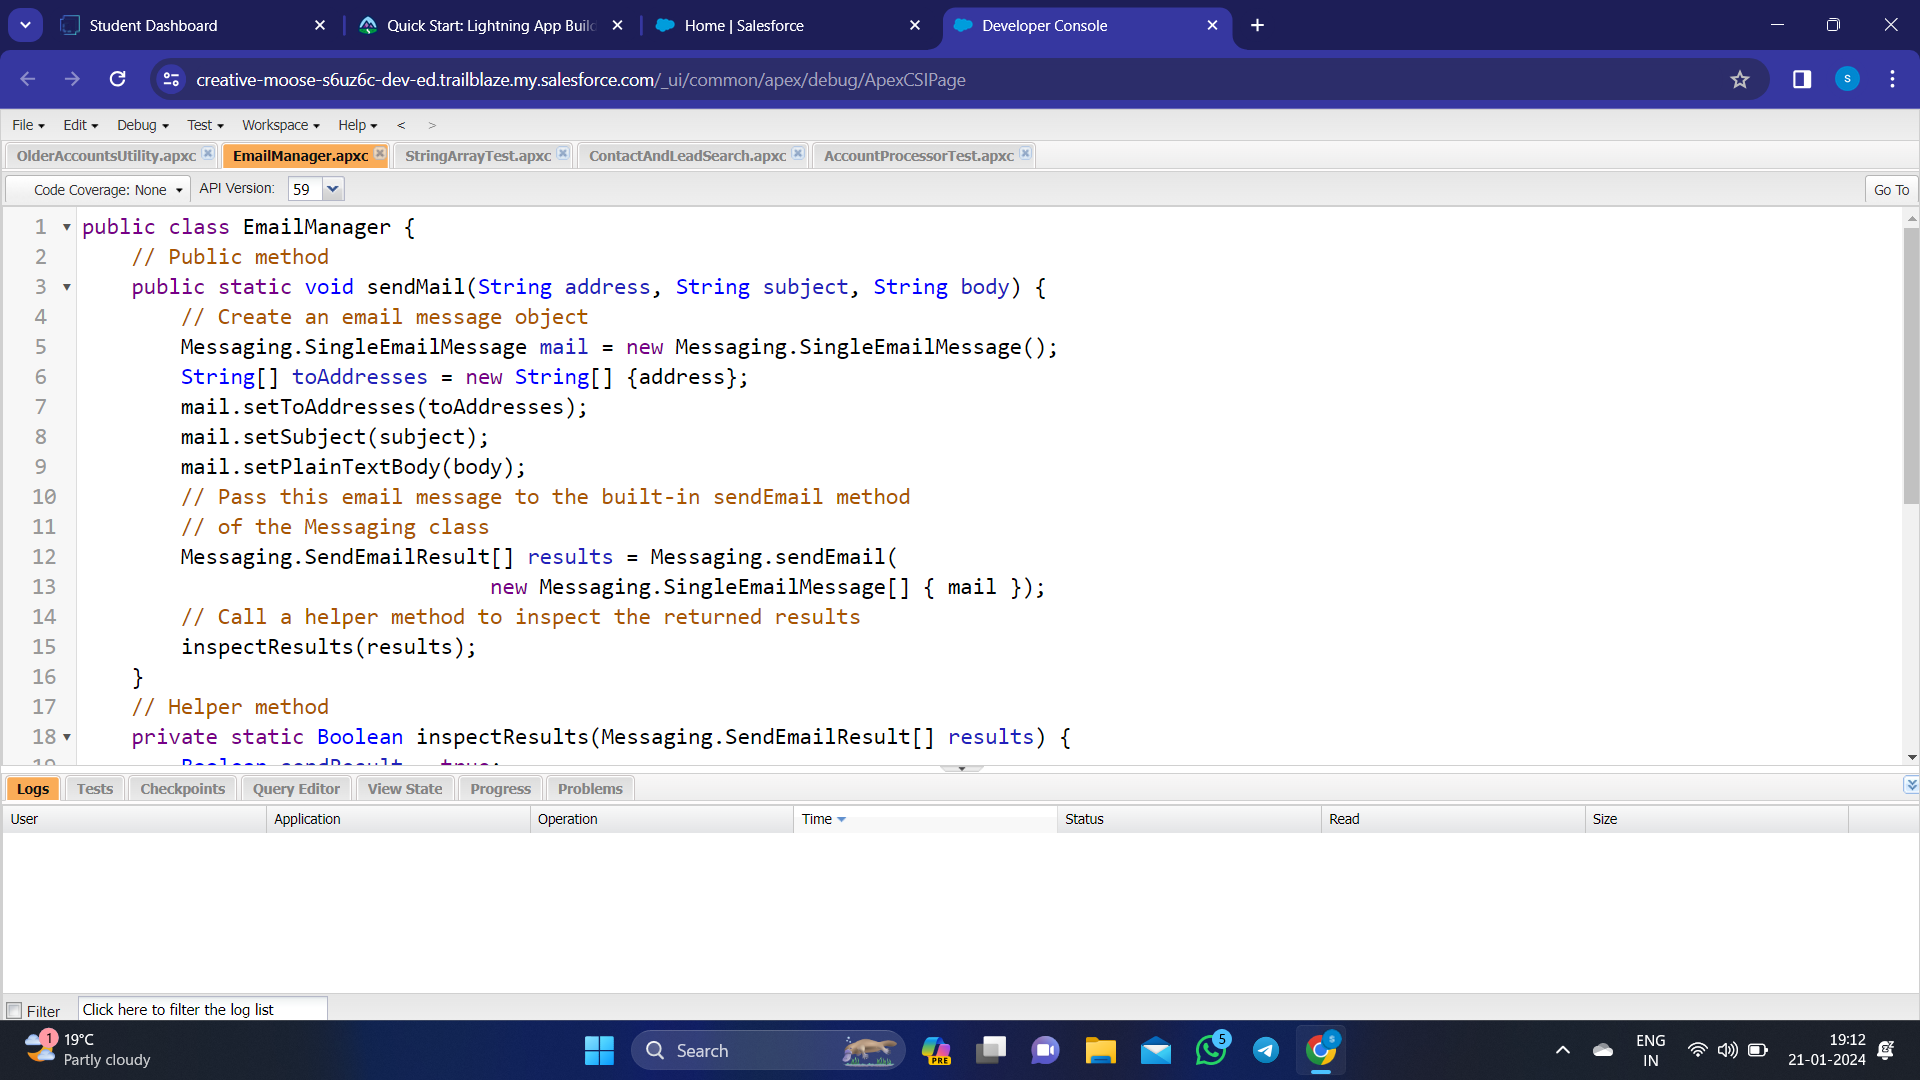 Student Dashboard
Quick Start: Lightning App Buil
Home | Salesforce
Developer Console
creative-moose-s6uz6c-dev-ed.trailblaze.my.salesforce.com/_ui/common/apex/debug/ApexCSIPage
S
File Edit Debug Test Workspace Help < >
OlderAccountsUtility.apxc
EmailManager.apxc
StringArrayTest.apxc
ContactAndLeadSearch.apxc
AccountProcessorTest.apxc
Code Coverage: None API Version: 59 Go To
1 public class EmailManager {
2 // Public method
3 public static void sendMail(String address, String subject, String body) {
4 // Create an email message object
5 Messaging.SingleEmailMessage mail = new Messaging.SingleEmailMessage();
6 String[] toAddresses = new String[] {address};
7 mail.setToAddresses(toAddresses);
8 mail.setSubject(subject);
9 mail.setPlainTextBody(body);
10 // Pass this email message to the built-in sendEmail method
11 // of the Messaging class
12 Messaging.SendEmailResult[] results = Messaging.sendEmail(
13 new Messaging.SingleEmailMessage[] { mail });
14 // Call a helper method to inspect the returned results
15 inspectResults(results);
16 }
17 // Helper method
18 private static Boolean inspectResults(Messaging.SendEmailResult[] results) {
19 Boolean sendResult = true;
Logs Tests Checkpoints Query Editor View State Progress Problems
User Application Operation Time Status Read Size
Filter Click here to filter the log list
1
19°C
Partly cloudy
Search
PRE
5
S
ENG
IN
19:12
21-01-2024